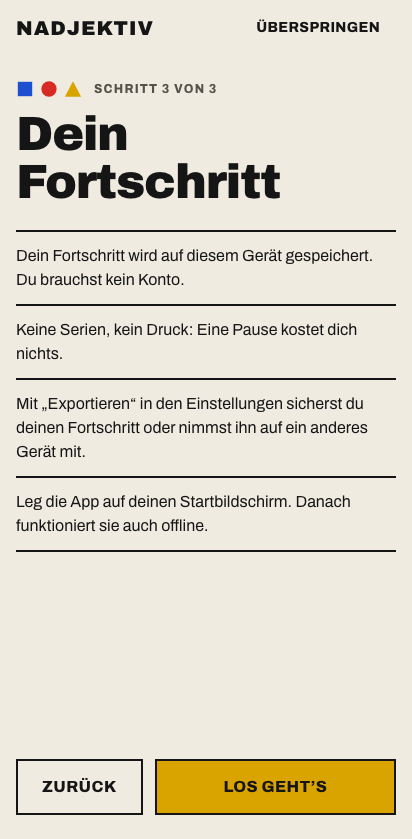 NADJEKTIV
ÜBERSPRINGEN
SCHRITT 3 VON 3
Dein
Fortschritt
Dein Fortschritt wird auf diesem Gerät gespeichert.
Du brauchst kein Konto.
Keine Serien, kein Druck: Eine Pause kostet dich
nichts.
Mit „Exportieren“ in den Einstellungen sicherst du
deinen Fortschritt oder nimmst ihn auf ein anderes
Gerät mit.
Leg die App auf deinen Startbildschirm. Danach
funktioniert sie auch offline.
ZURÜCK
LOS GEHT’S